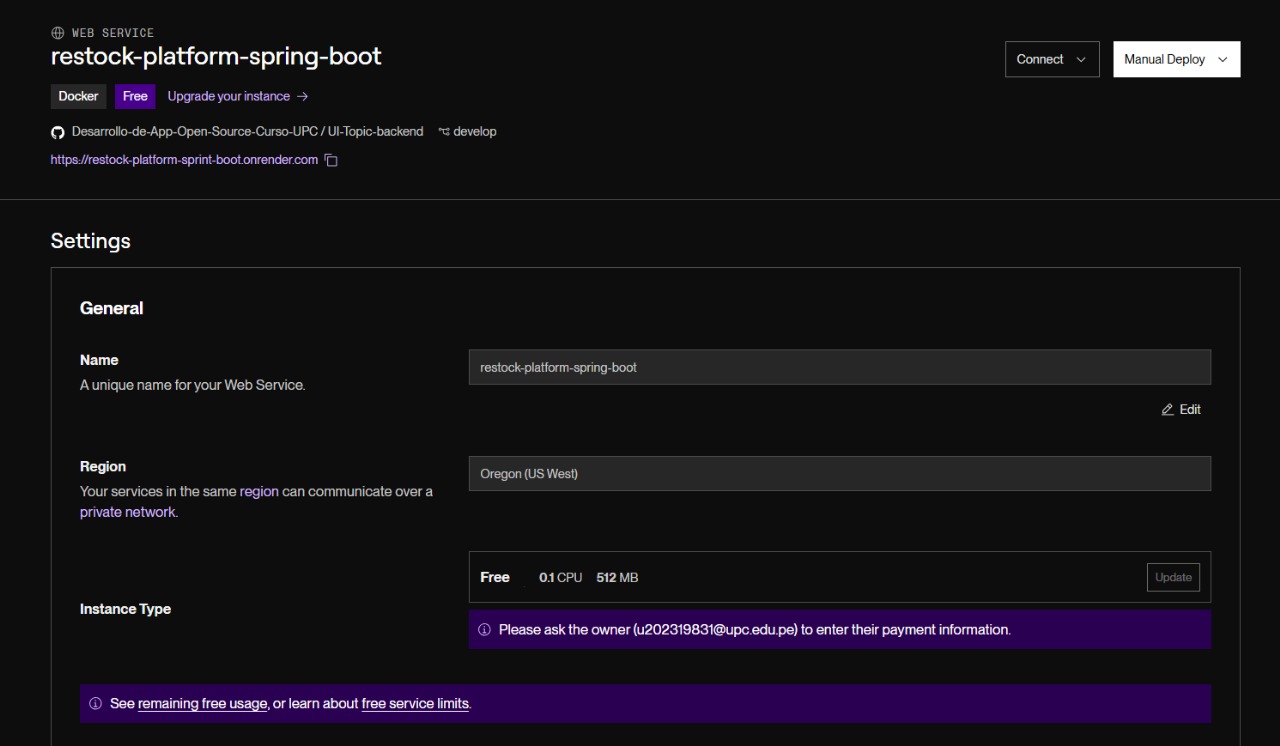 WEB SERVICE
restock-platform-spring-boot
Connect
Manual Deploy
Docker Free Upgrade your instance →
Desarrollo-de-App-Open-Source-Curso-UPC / UI-Topic-backend develop
https://restock-platform-sprint-boot.onrender.com
Settings
General
Name
A unique name for your Web Service.
restock-platform-spring-boot
Edit
Region
Your services in the same region can communicate over a
private network.
Oregon (US West)
Instance Type
Free 0.1 CPU 512 MB
Update
Please ask the owner (u202319831@upc.edu.pe) to enter their payment information.
See remaining free usage, or learn about free service limits.